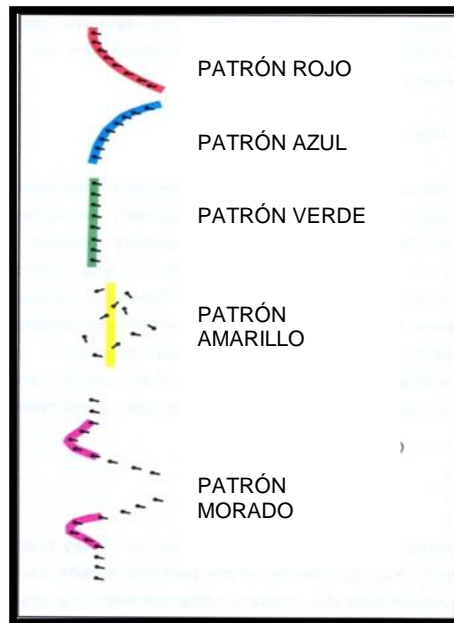 PATRÓN ROJO
PATRÓN AZUL
PATRÓN VERDE
PATRÓN
AMARILLO
PATRÓN
MORADO